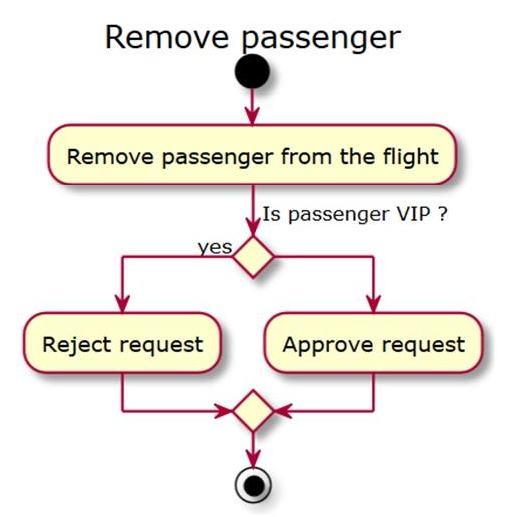 Remove passenger
Remove passenger from the flight
Is passenger VIP ?
yes
Reject request
Approve request